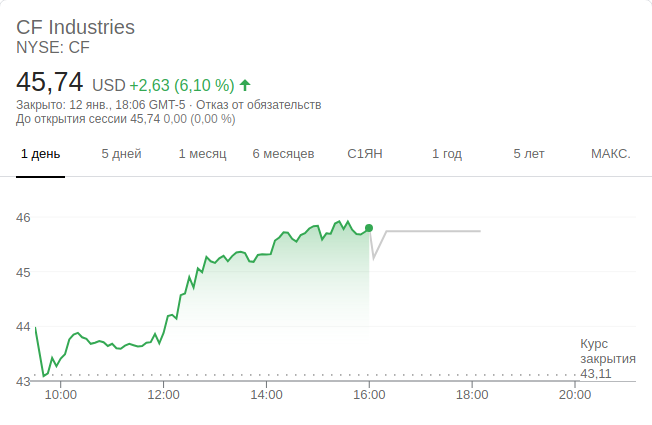 CF Industries
NYSE: CF
45,74 USD +2,63 (6,10 %)
Закрыто: 12 янв., 18:06 GMT-5 · Отказ от обязательств
До открытия сессии 45,74 0,00 (0,00 %)
1 день 5 дней 1 месяц 6 месяцев С1ЯН 1 год 5 лет МАКС.
46
45
44
Курс
закрытия
43,11
43
10:00 12:00 14:00 16:00 18:00 20:00